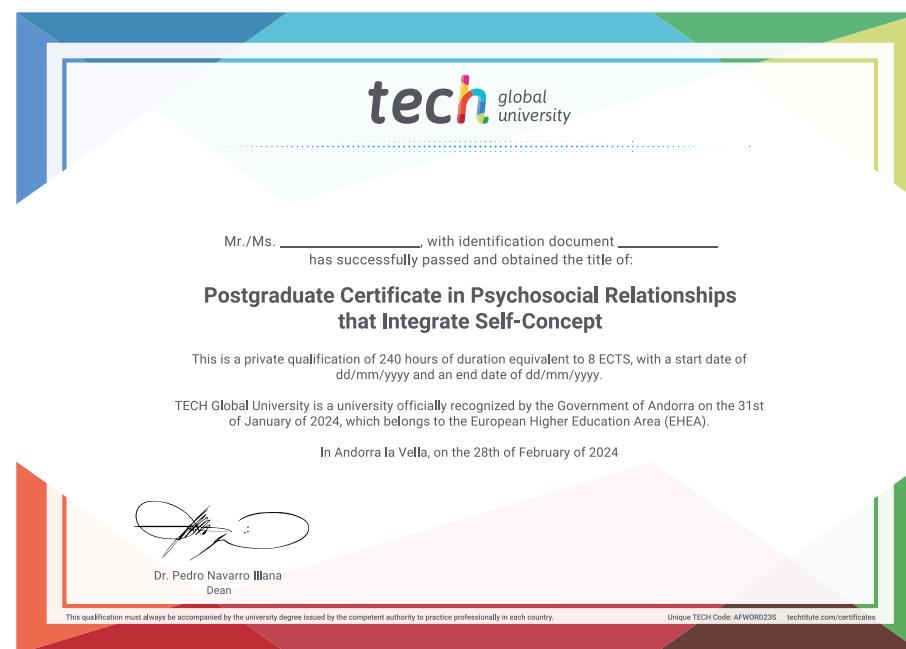 tech global
university
Mr./Ms. ____________________, with identification document ______________
has successfully passed and obtained the title of:
Postgraduate Certificate in Psychosocial Relationships
that Integrate Self-Concept
This is a private qualification of 240 hours of duration equivalent to 8 ECTS, with a start date of
dd/mm/yyyy and an end date of dd/mm/yyyy.
TECH Global University is a university officially recognized by the Government of Andorra on the 31st
of January of 2024, which belongs to the European Higher Education Area (EHEA).
In Andorra la Vella, on the 28th of February of 2024
Dr. Pedro Navarro Illana
Dean
This qualification must always be accompanied by the university degree issued by the competent authority to practice professionally in each country.
Unique TECH Code: AFWORD23S techtitute.com/certificates